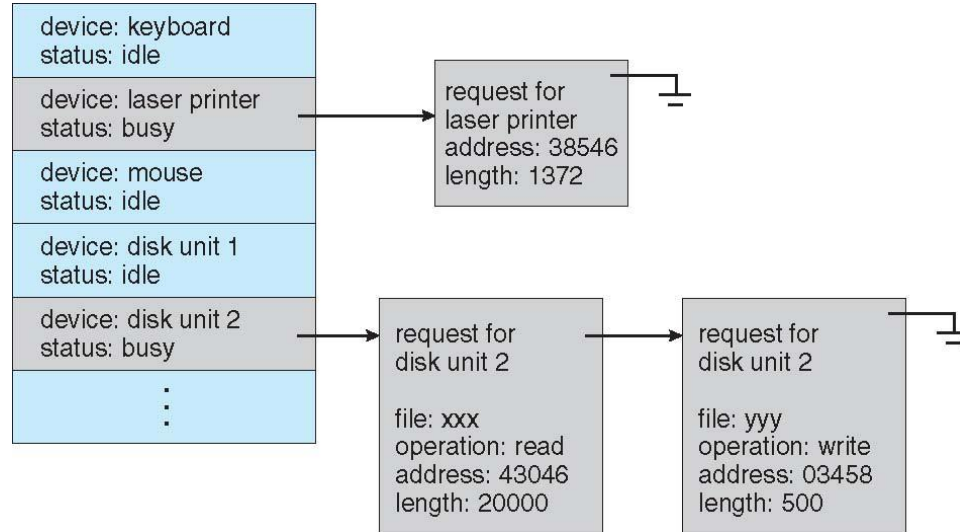 device: keyboard
status: idle
device: laser printer
status: busy
device: mouse
status: idle
device: disk unit 1
status: idle
device: disk unit 2
status: busy
request for
laser printer
address: 38546
length: 1372
request for
disk unit 2
file: xxx
operation: read
address: 43046
length: 20000
request for
disk unit 2
file: yyy
operation: write
address: 03458
length: 500